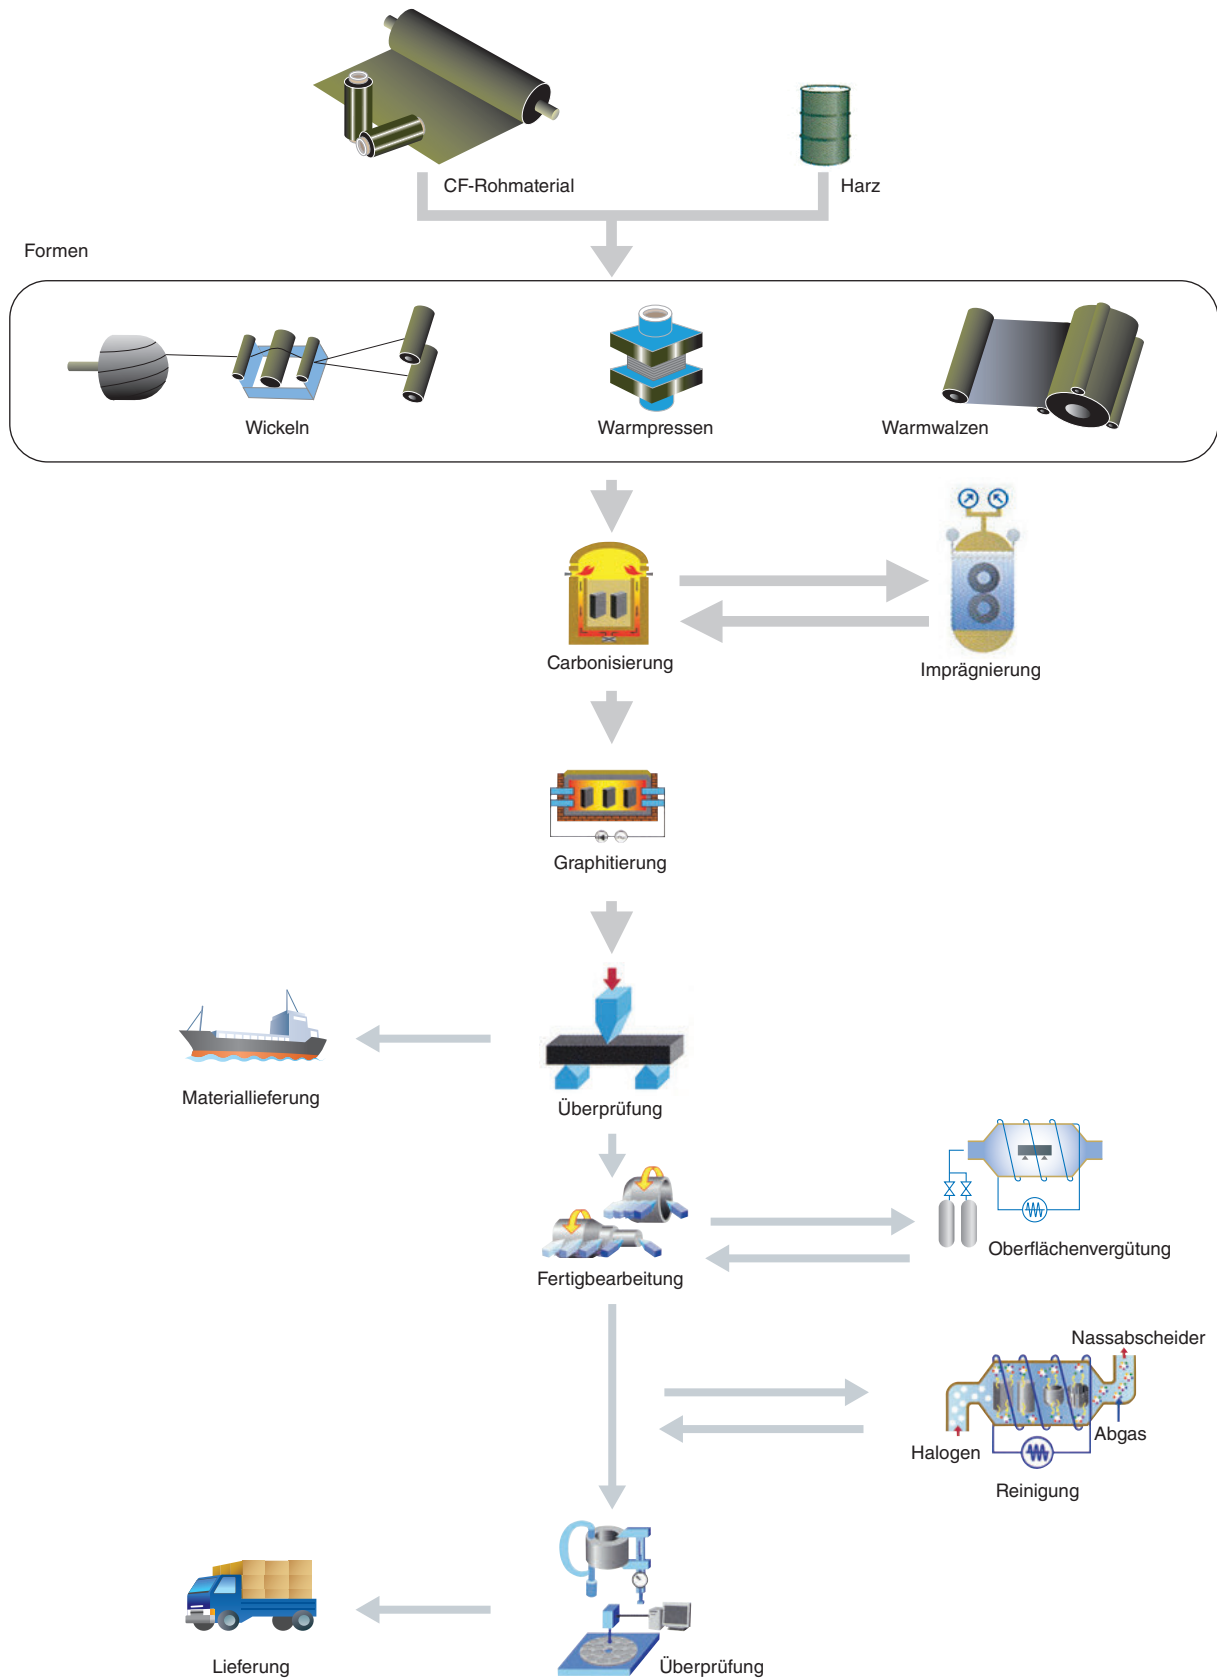 CF-Rohmaterial
Harz
Formen
Wickeln
Warmpressen
Warmwalzen
Carbonisierung
Imprägnierung
Graphitierung
Materiallieferung
Überprüfung
Oberflächenvergütung
Fertigbearbeitung
Nassabscheider
Abgas
Halogen
Reinigung
Lieferung
Überprüfung